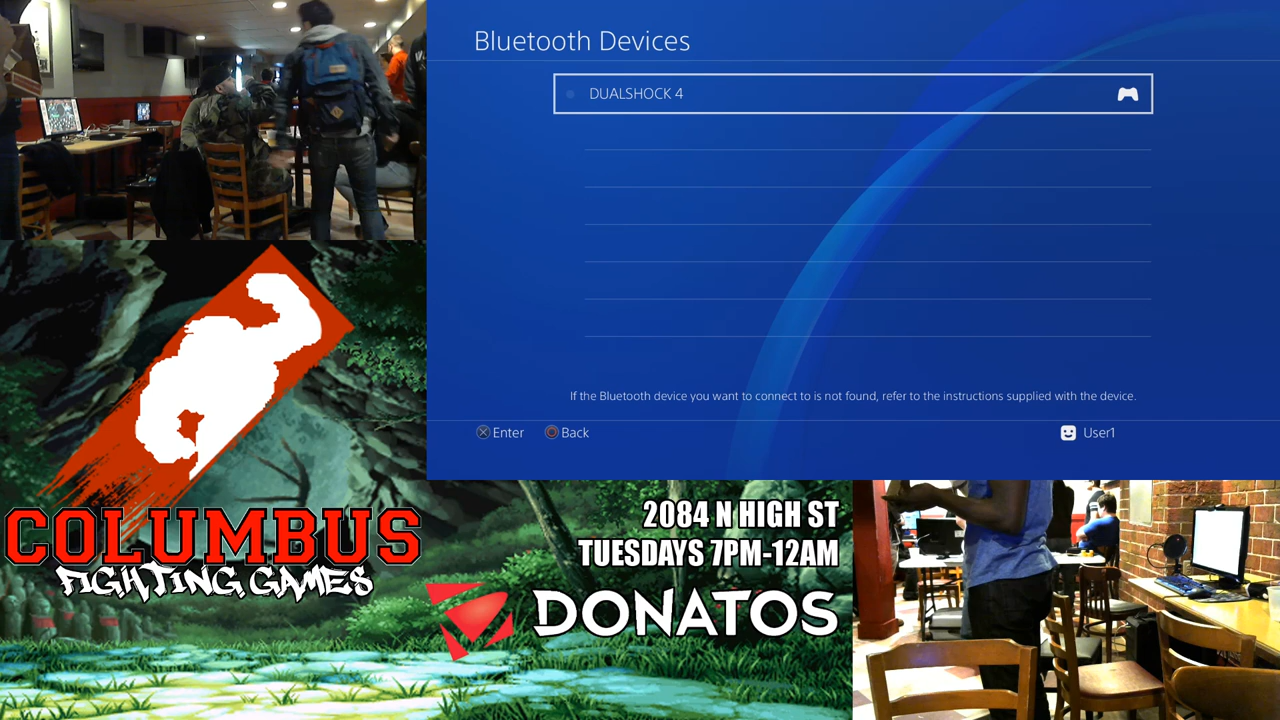 Bluetooth Devices
DUALSHOCK 4
If the Bluetooth device you want to connect to is not found, refer to the instructions supplied with the device.
Enter
Back
User1
COLUMBUS
FIGHTING GAMES
2084 N HIGH ST
TUESDAYS 7PM-12AM
DONATOS